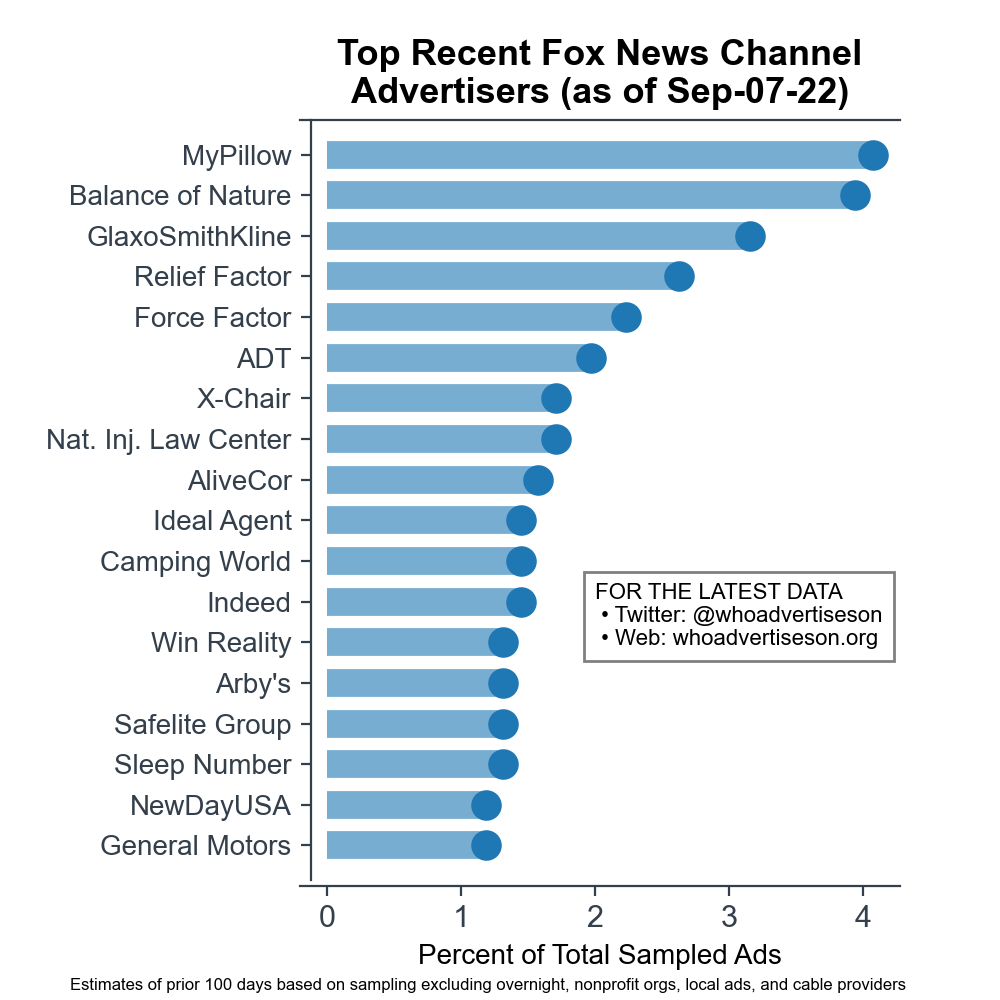 Top Recent Fox News Channel
Advertisers (as of Sep-07-22)
MyPillow
Balance of Nature
GlaxoSmithKline
Relief Factor
Force Factor
ADT
X-Chair
Nat. Inj. Law Center
AliveCor
Ideal Agent
Camping World
Indeed
Win Reality
Arby's
Safelite Group
Sleep Number
NewDayUSA
General Motors
FOR THE LATEST DATA
• Twitter: @whoadvertiseson
• Web: whoadvertiseson.org
0 1 2 3 4
Percent of Total Sampled Ads
Estimates of prior 100 days based on sampling excluding overnight, nonprofit orgs, local ads, and cable providers